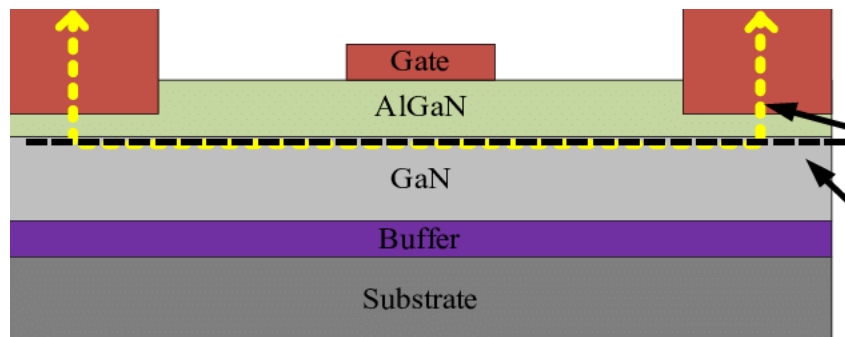 Gate
AlGaN
GaN
Buffer
Substrate